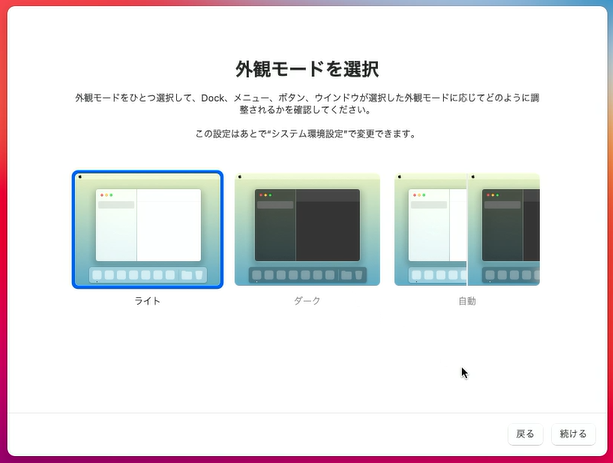 外観モードを選択
外観モードをひとつ選択して、Dock、メニュー、ボタン、ウインドウが選択した外観モードに応じてどのように調
整されるかを確認してください。
この設定はあとで“システム環境設定”で変更できます。
ライト
ダーク
自動
戻る
続ける